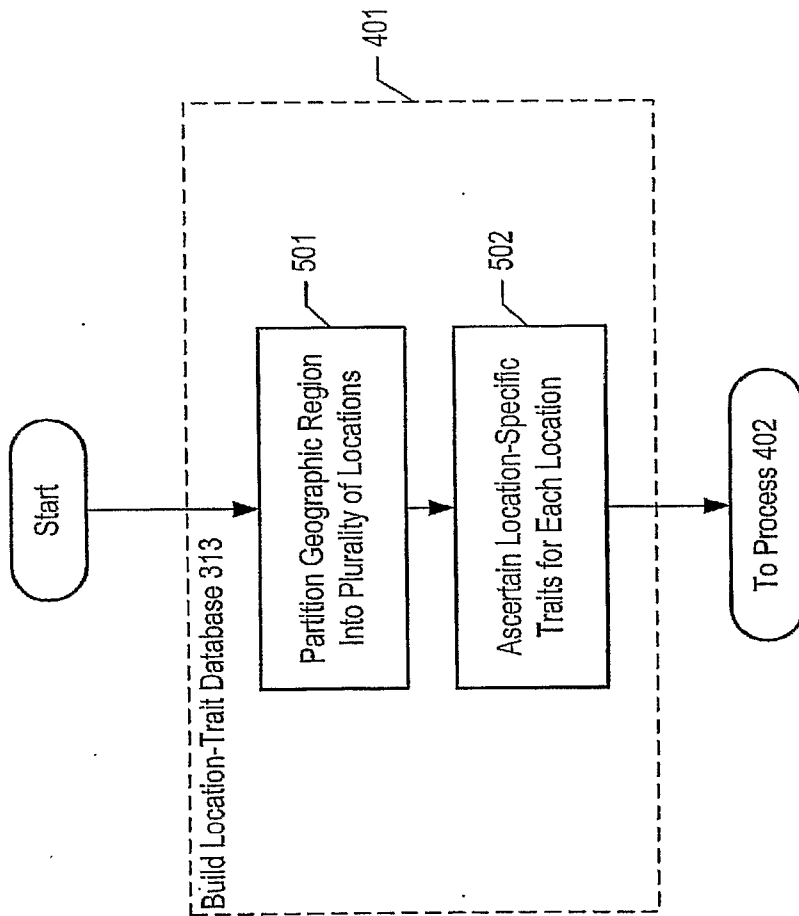 Start
Build Location-Trait Database 313
401
Partition Geographic Region
Into Plurality of Locations
501
Ascertain Location-Specific
Traits for Each Location
502
To Process 402